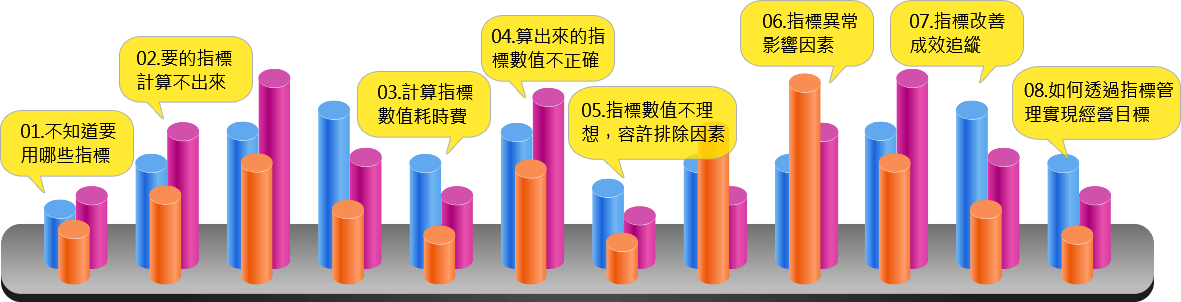 01.不知道要
用哪些指標
02.要的指標
計算不出來
03.計算指標
數值耗時費
04.算出來的指
標數值不正確
05.指標數值不理
想，容許排除因素
06.指標異常
影響因素
07.指標改善
成效追縱
08.如何透過指標管
理實現經營目標